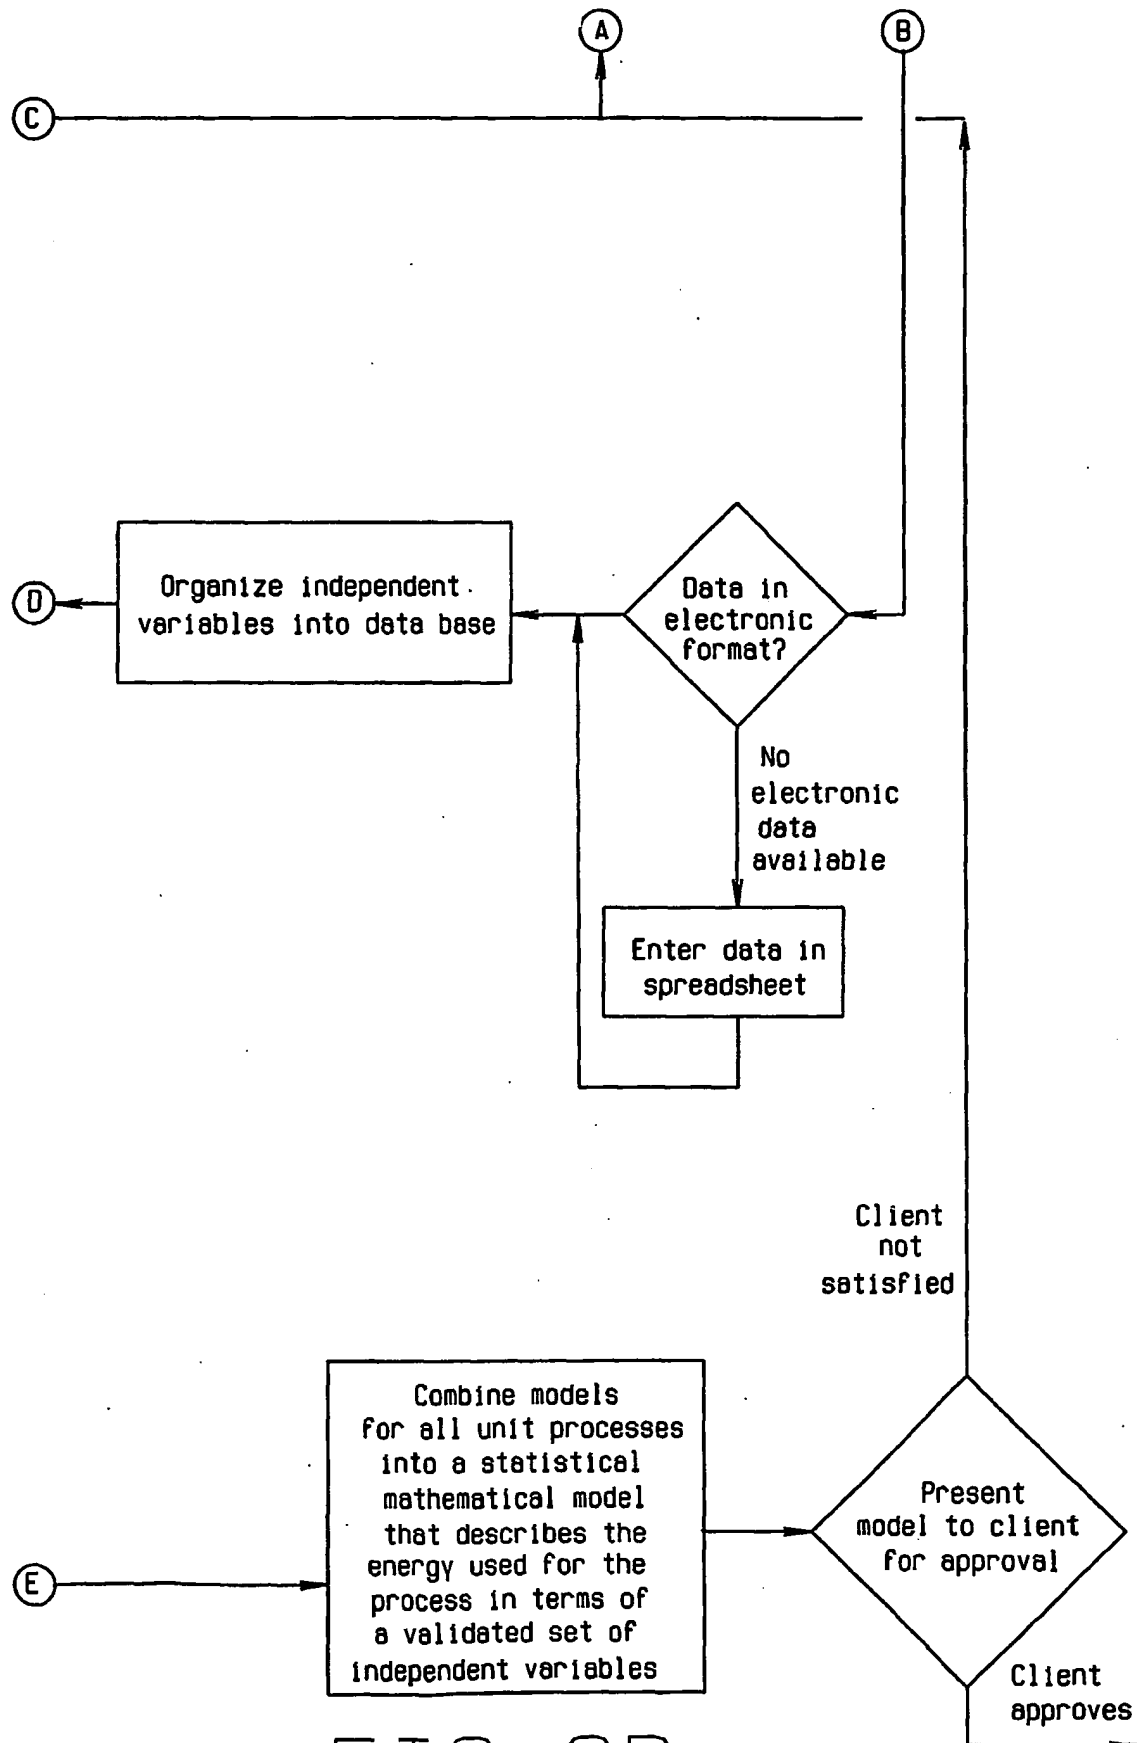 A
B
C
Organize independent
variables into data base
D
Data in
electronic
format?
No
electronic
data
available
Enter data in
spreadsheet
Client
not
satisfied
Combine models
for all unit processes
into a statistical
mathematical model
that describes the
energy used for the
process in terms of
a validated set of
independent variables
E
Present
model to client
for approval
Client
approves